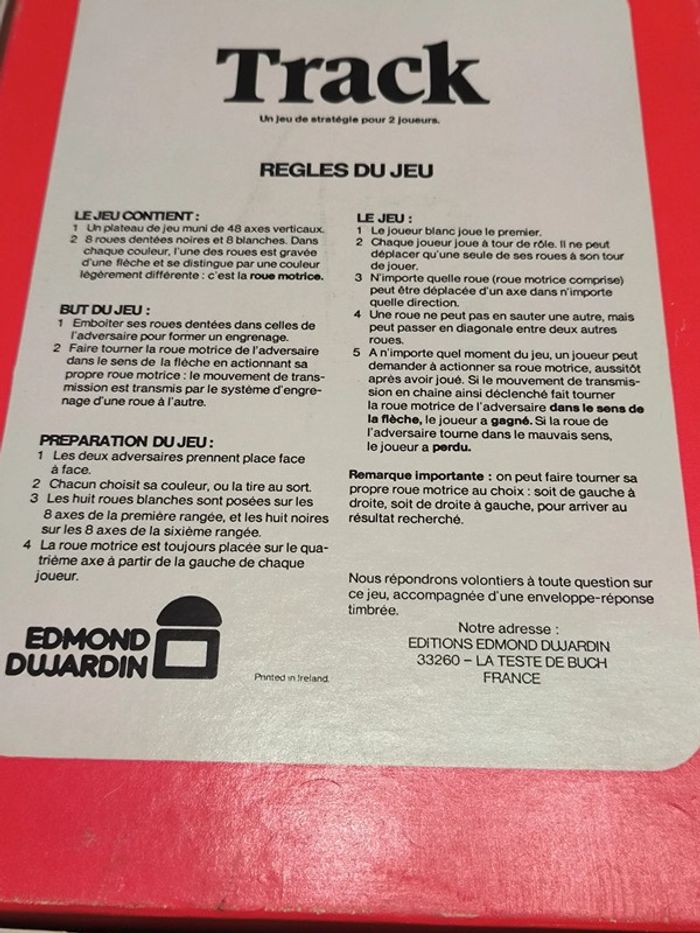 Track
Un jeu de stratégie pour 2 joueurs.
REGLES DU JEU
LE JEU CONTIENT :
1 Un plateau de jeu muni de 48 axes verticaux.
2 8 roues dentées noires et 8 blanches. Dans
chaque couleur, l'une des roues est gravée
d'une flèche et se distingue par une couleur
légèrement différente : c'est la roue motrice.
BUT DU JEU :
1 Emboiter ses roues dentées dans celles de
l'adversaire pour former un engrenage.
2 Faire tourner la roue motrice de l'adversaire
dans le sens de la flèche en actionnant sa
propre roue motrice : le mouvement de trans-
mission est transmis par le système d'engre-
nage d'une roue à l'autre.
PREPARATION DU JEU :
1 Les deux adversaires prennent place face
à face.
2 Chacun choisit sa couleur, ou la tire au sort.
3 Les huit roues blanches sont posées sur les
8 axes de la première rangée, et les huit noires
sur les 8 axes de la sixième rangée.
4 La roue motrice est toujours placée sur le qua-
trième axe à partir de la gauche de chaque
joueur.
LE JEU :
1 Le joueur blanc joue le premier.
2 Chaque joueur joue à tour de rôle. Il ne peut
déplacer qu'une seule de ses roues à son tour
de jouer.
3 N'importe quelle roue (roue motrice comprise)
peut être déplacée d'un axe dans n'importe
quelle direction.
4 Une roue ne peut pas en sauter une autre, mais
peut passer en diagonale entre deux autres
roues.
5 A n'importe quel moment du jeu, un joueur peut
demander à actionner sa roue motrice, aussitôt
après avoir joué. Si le mouvement de transmis-
sion en chaine ainsi déclenché fait tourner
la roue motrice de l'adversaire dans le sens de
la flèche, le joueur a gagné. Si la roue de
l'adversaire tourne dans le mauvais sens,
le joueur a perdu.
Remarque importante : on peut faire tourner sa
propre roue motrice au choix : soit de gauche à
droite, soit de droite à gauche, pour arriver au
résultat recherché.
Nous répondrons volontiers à toute question sur
ce jeu, accompagnée d'une enveloppe-réponse
timbrée.
Notre adresse :
EDITIONS EDMOND DUJARDIN
33260 – LA TESTE DE BUCH
FRANCE
EDMOND
DUJARDIN
Printed in Ireland.